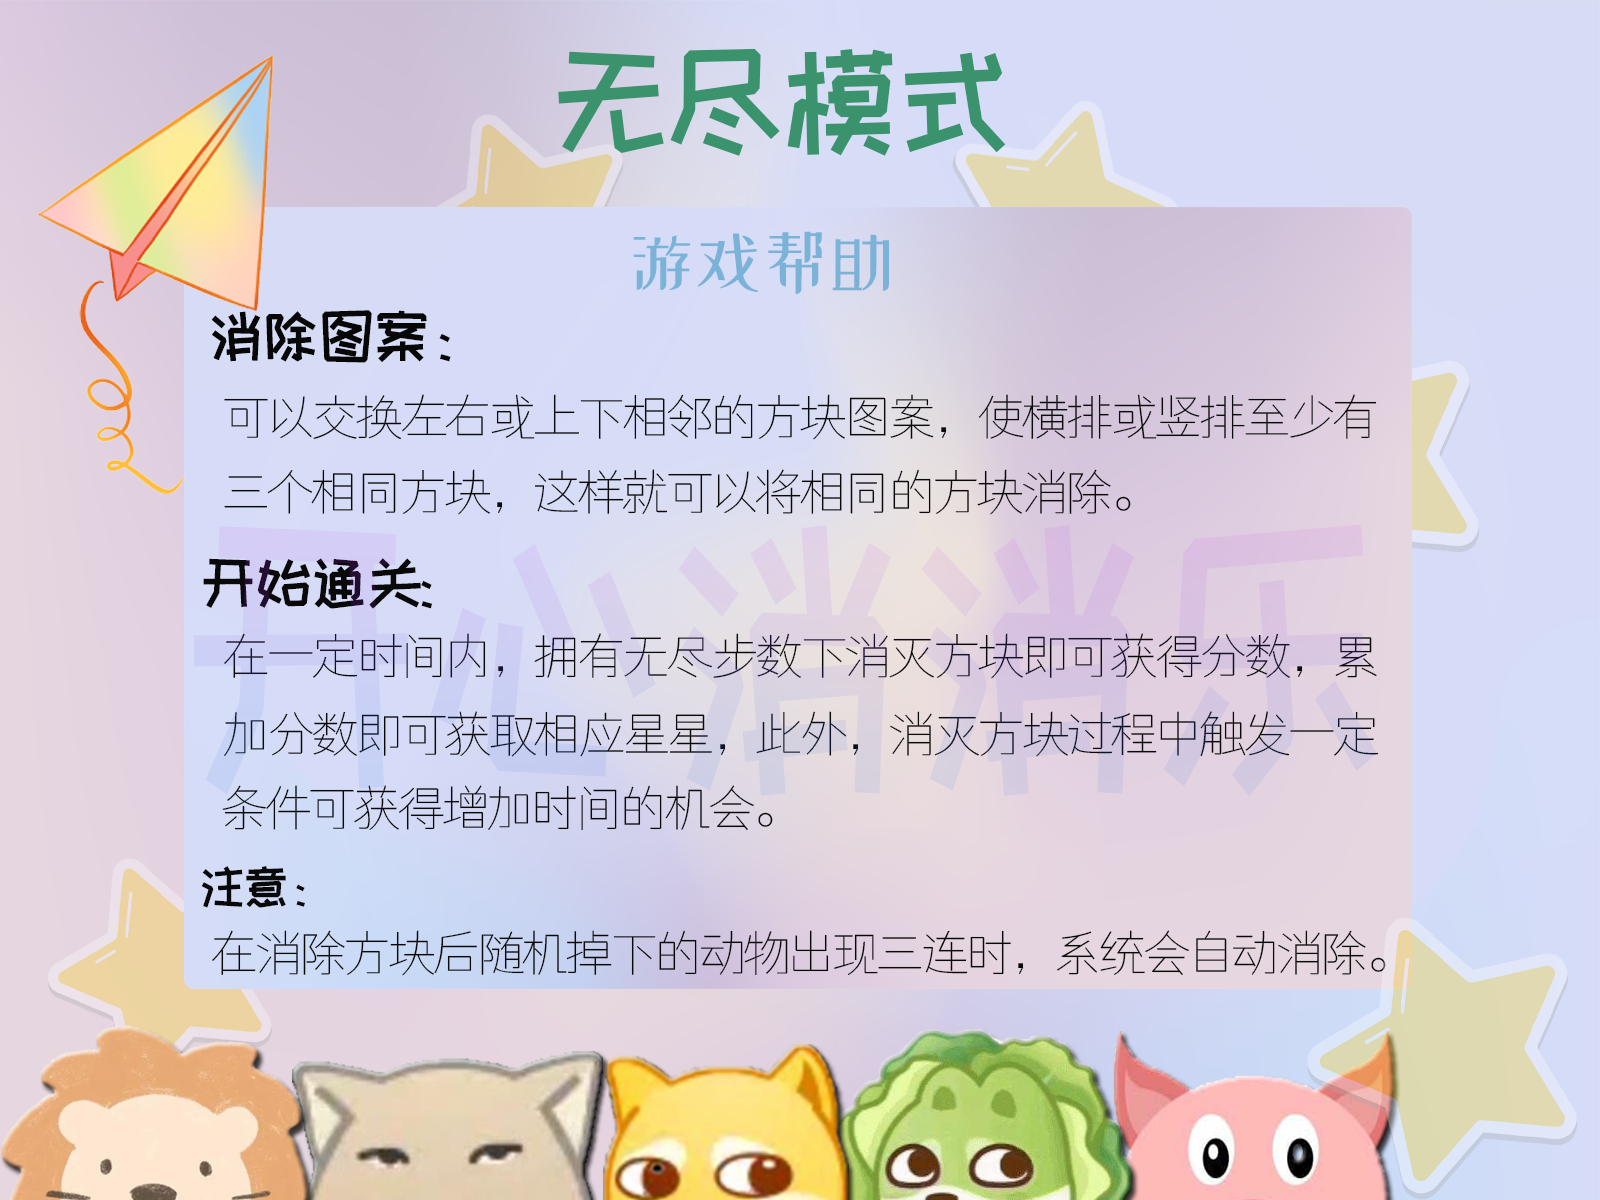 无尽模式
游戏帮助
消除图案：
可以交换左右或上下相邻的方块图案，使横排或竖排至少有
三个相同方块，这样就可以将相同的方块消除。
开心消消乐
开始通关:
在一定时间内，拥有无尽步数下消灭方块即可获得分数，累
加分数即可获取相应星星，此外，消灭方块过程中触发一定
条件可获得增加时间的机会。
注意：
在消除方块后随机掉下的动物出现三连时，系统会自动消除。